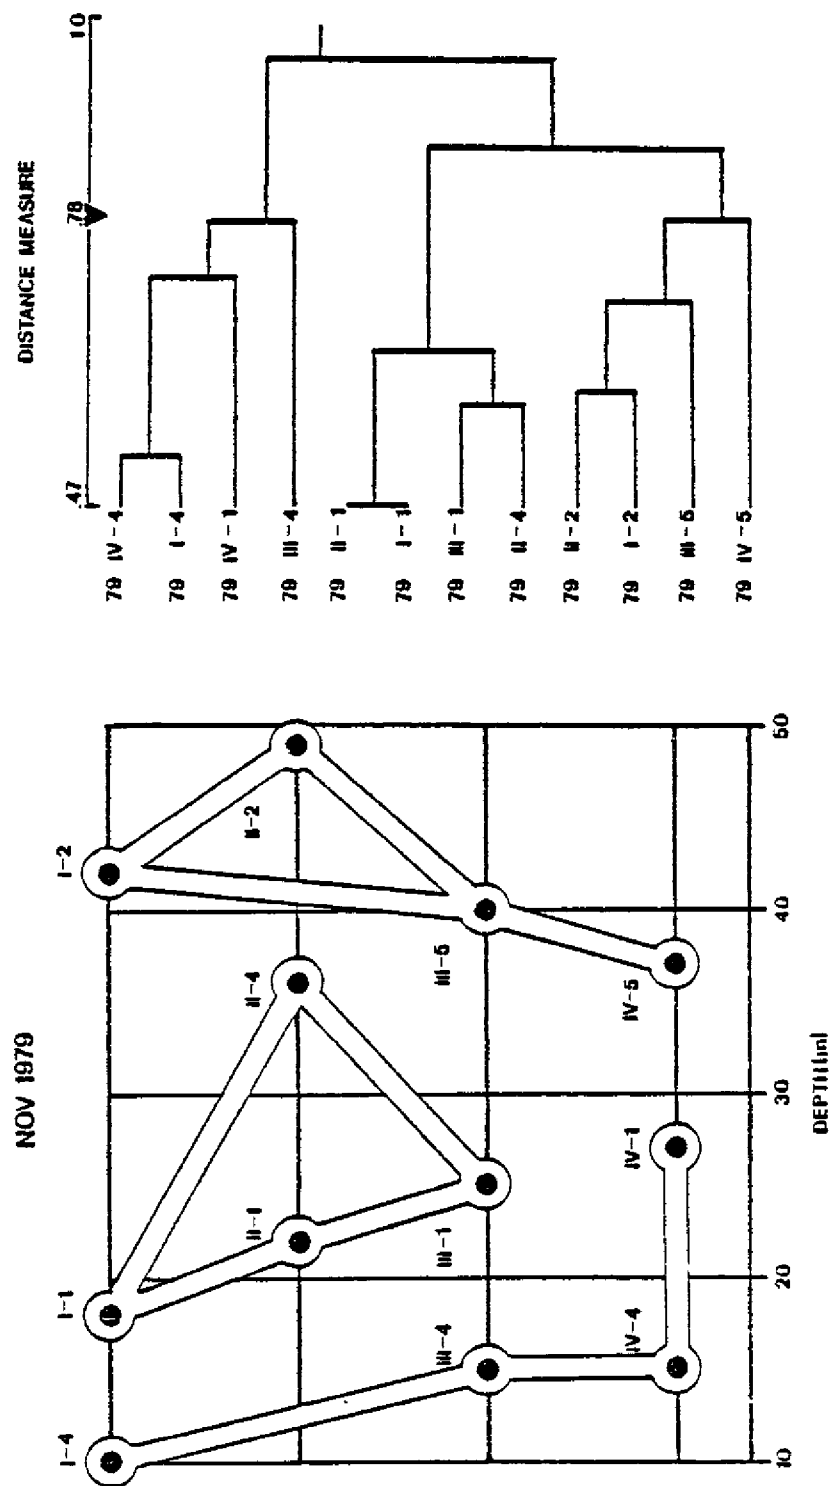 NOV 1979
DISTANCE MEASURE
.47
.78
10
79 IV-4
79 I-4
79 IV-1
79 III-4
79 II-1
79 I-1
79 III-1
79 II-4
79 II-2
79 I-2
79 III-5
79 IV-5
I-4
I-1
I-2
II-1
II-4
II-2
III-4
III-1
III-5
IV-4
IV-1
IV-5
10
20
30
40
50
DEPTH(m)